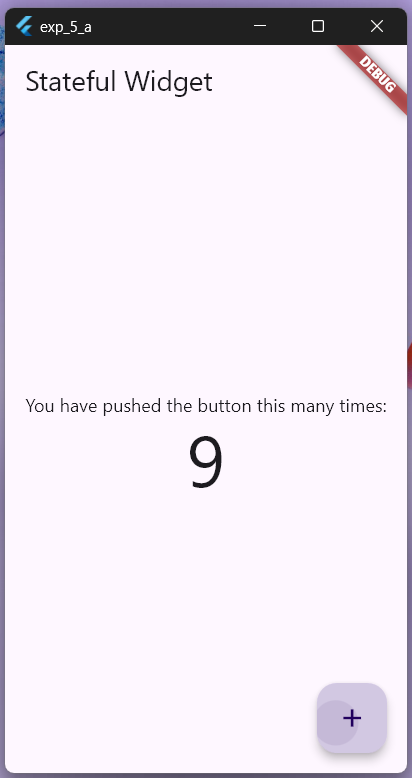 exp_5_a
Stateful Widget
DEBUG
You have pushed the button this many times:
9
+